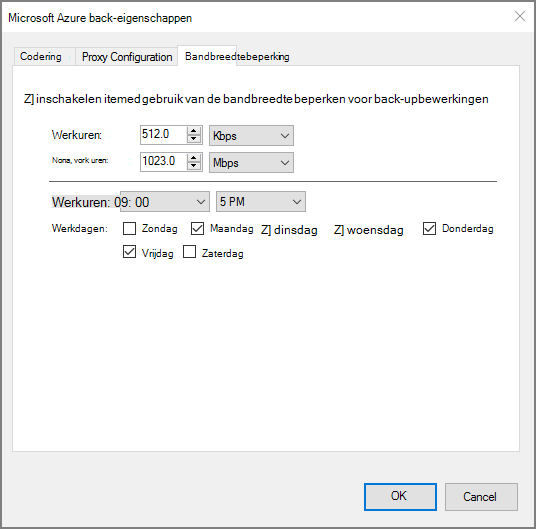 Microsoft Azure back-eigenschappen
Codering Proxy Configuration Bandbreedtebeperking
Z] inschakelen itemed gebruik van de bandbreedte beperken voor back-upbewerkingen
Werkuren: 512.0 Kbps
Nona, vork uren: 1023.0 Mbps
Werkuren: 09: 00 5 PM
Werkdagen: Zondag Maandag Z] dinsdag Z] woensdag Donderdag
Vrijdag Zaterdag
OK Cancel